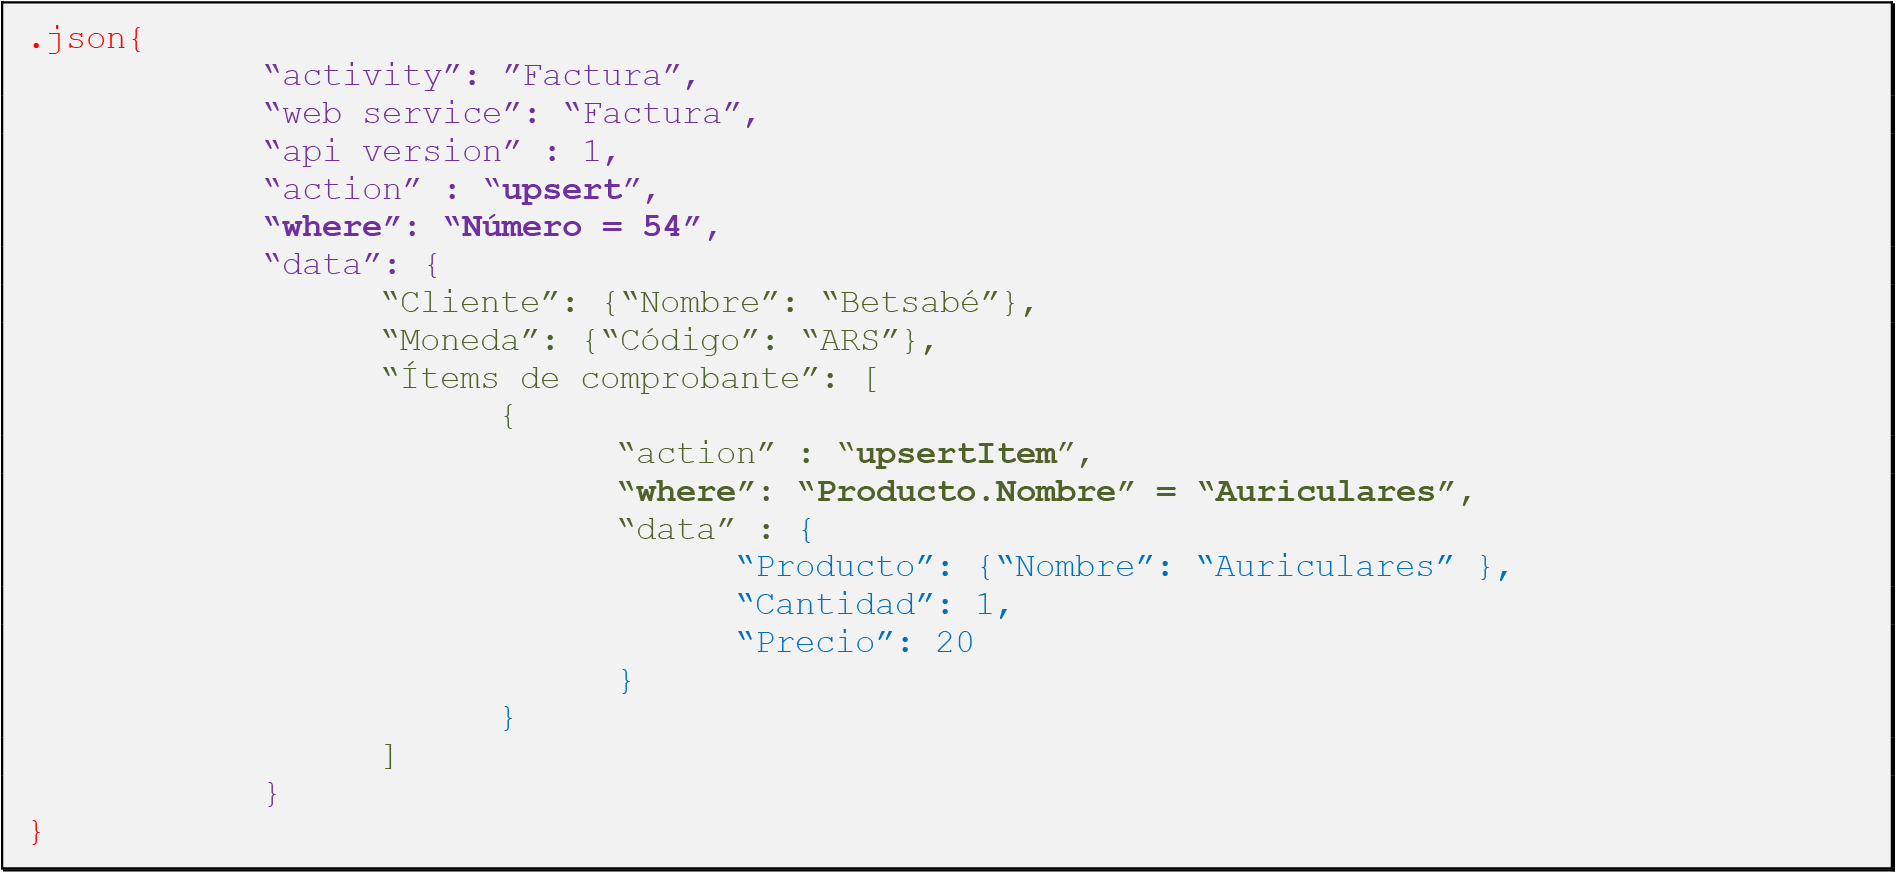 .json{
“activity”: ”Factura”,
“web service”: “Factura”,
“api version” : 1,
“action” : “upsert”,
“where”: “Número = 54”,
“data”: {
“Cliente”: {“Nombre”: “Betsabé”},
“Moneda”: {“Código”: “ARS”},
“Ítems de comprobante”: [
{
“action” : “upsertItem”,
“where”: “Producto.Nombre” = “Auriculares”,
“data” : {
“Producto”: {“Nombre”: “Auriculares” },
“Cantidad”: 1,
“Precio”: 20
}
}
]
}
}